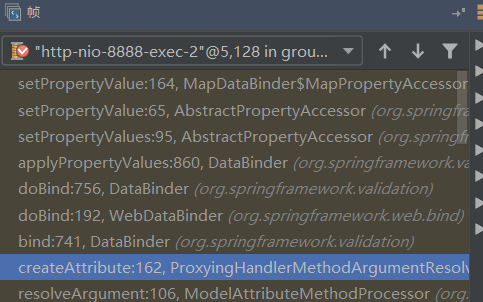 帧
"http-nio-8888-exec-2"@5,128 in grou...
setPropertyValue:164, MapDataBinder$MapPropertyAccessor
setPropertyValue:65, AbstractPropertyAccessor (org.springfra
setPropertyValues:95, AbstractPropertyAccessor (org.springf
applyPropertyValues:860, DataBinder (org.springframework.va
doBind:756, DataBinder (org.springframework.validation)
doBind:192, WebDataBinder (org.springframework.web.bind)
bind:741, DataBinder (org.springframework.validation)
createAttribute:162, ProxyingHandlerMethodArgumentResolv
resolveArgument:106, ModelAttributeMethodProcessor (org.spr